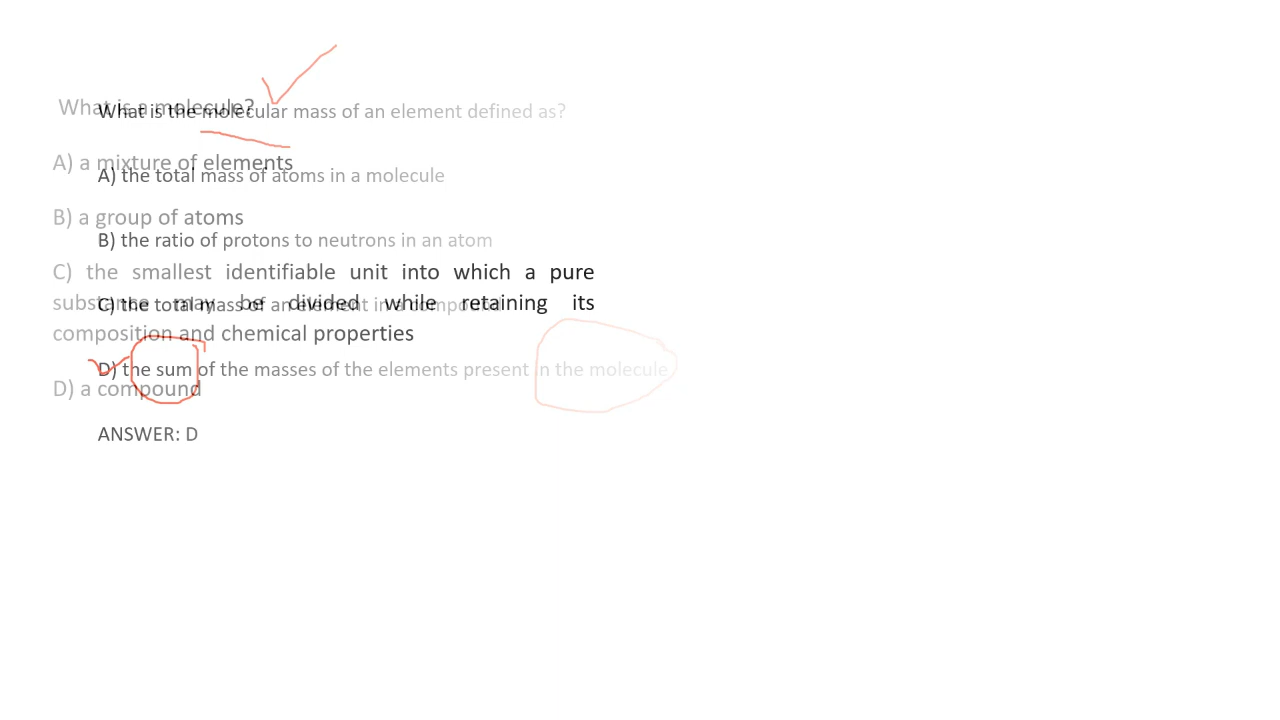 What is a molecule?
What is the molecular mass of an element defined as?
A) a mixture of elements
A) the total mass of atoms in a molecule
B) a group of atoms
B) the ratio of protons to neutrons in an atom
C) the smallest identifiable unit into which a pure
substance may be divided while retaining its
C) the total mass of an element in a compound
composition and chemical properties
D) the sum of the masses of the elements present in the molecule
D) a compound
ANSWER: D